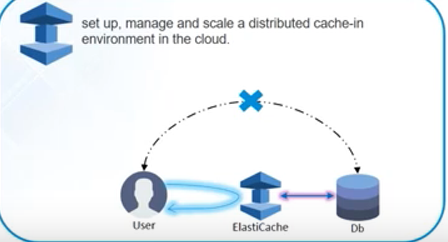 set up, manage and scale a distributed cache-in
environment in the cloud.
User
ElastiCache
Db